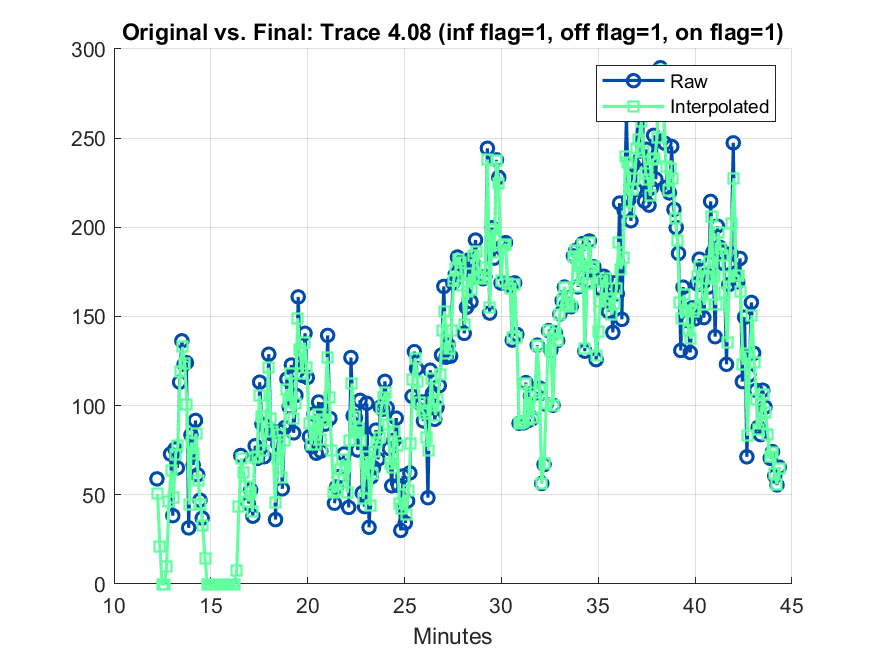 Original vs. Final: Trace 4.08 (inf flag=1, off flag=1, on flag=1)
300
250
200
150
100
50
0
Raw
Interpolated
10 15 20 25 30 35 40 45
Minutes